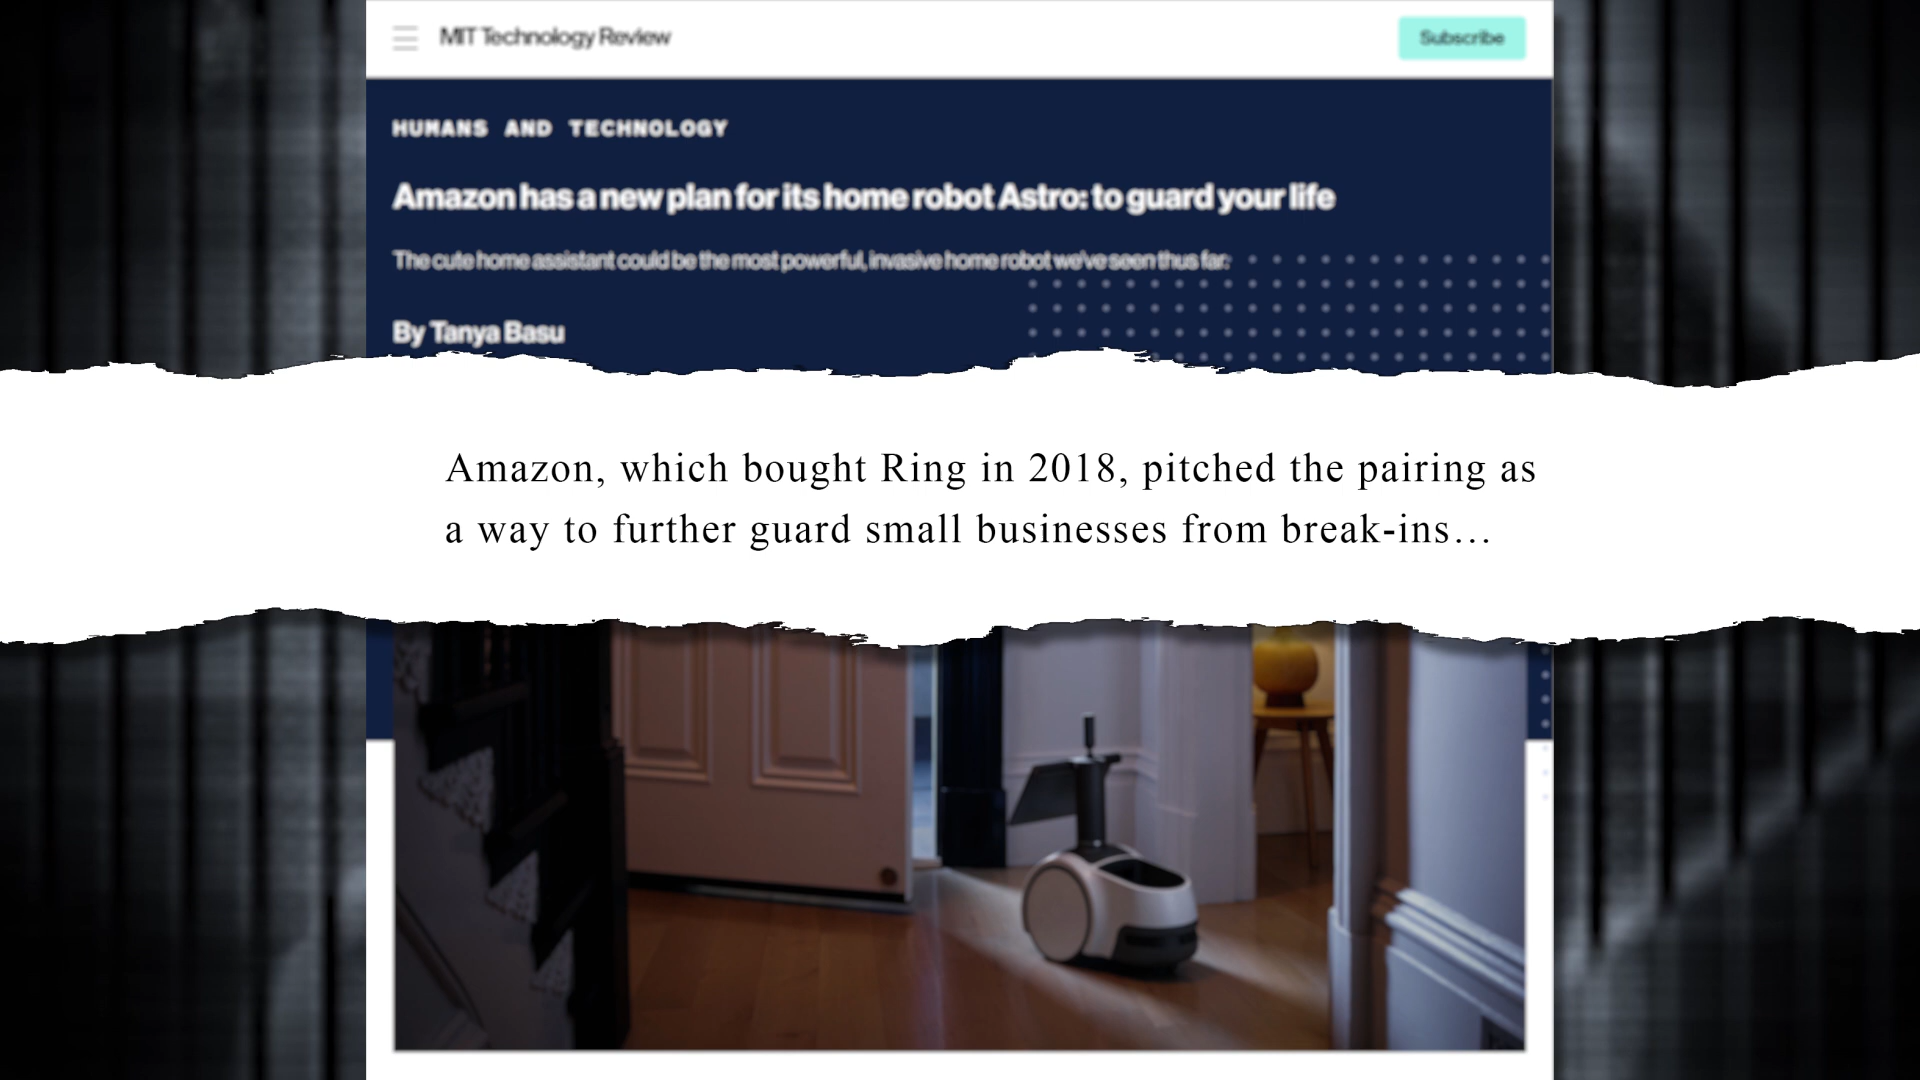 MIT Technology Review
Subscribe
HUMANS AND TECHNOLOGY
Amazon has a new plan for its home robot Astro: to guard your life
The cute home assistant could be the most powerful, invasive home robot we've seen thus far.
By Tanya Basu
Amazon, which bought Ring in 2018, pitched the pairing as
a way to further guard small businesses from break-ins…